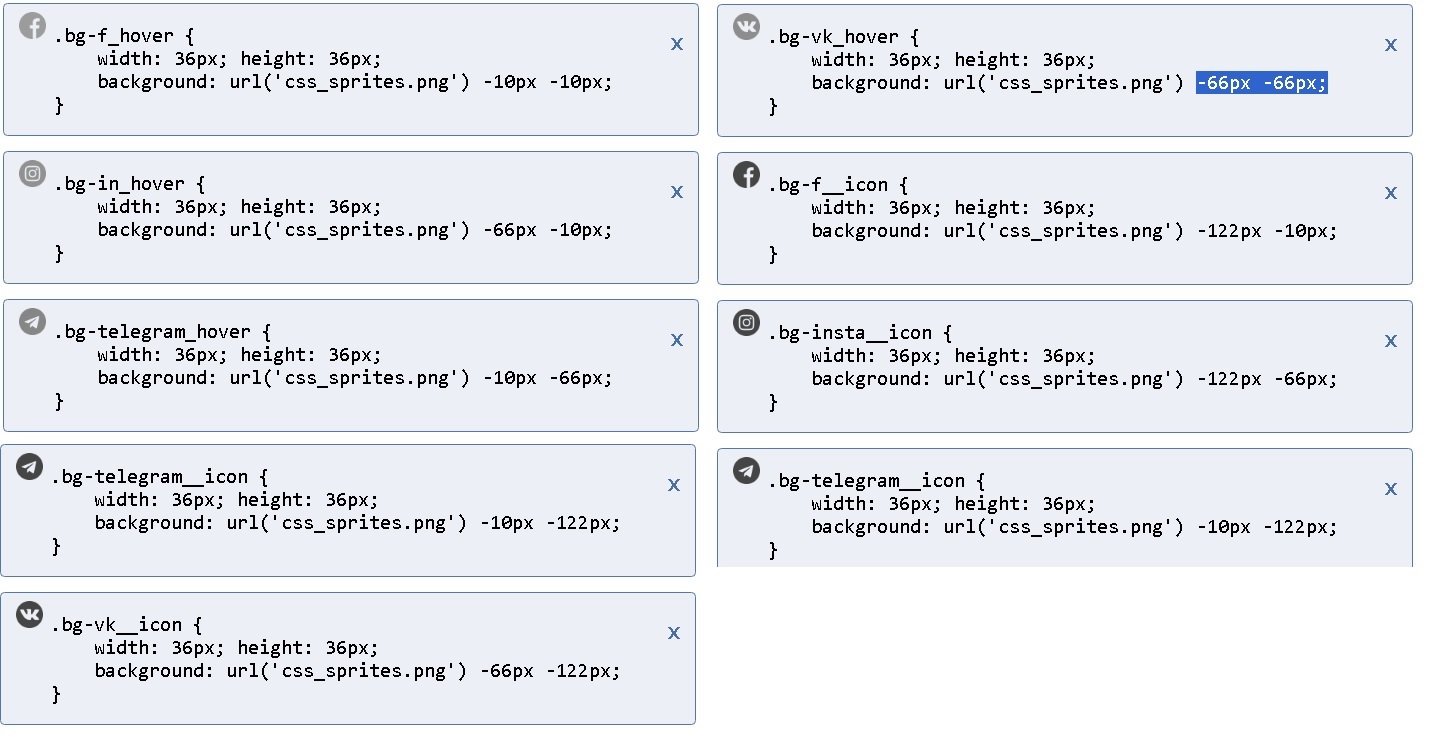 .bg-f_hover {
width: 36px; height: 36px;
background: url('css_sprites.png') -10px -10px;
}
x
.bg-vk_hover {
width: 36px; height: 36px;
background: url('css_sprites.png') -66px -66px;
}
x
.bg-in_hover {
width: 36px; height: 36px;
background: url('css_sprites.png') -66px -10px;
}
x
.bg-f__icon {
width: 36px; height: 36px;
background: url('css_sprites.png') -122px -10px;
}
x
.bg-telegram_hover {
width: 36px; height: 36px;
background: url('css_sprites.png') -10px -66px;
}
x
.bg-insta__icon {
width: 36px; height: 36px;
background: url('css_sprites.png') -122px -66px;
}
x
.bg-telegram__icon {
width: 36px; height: 36px;
background: url('css_sprites.png') -10px -122px;
}
x
.bg-telegram__icon {
width: 36px; height: 36px;
background: url('css_sprites.png') -10px -122px;
}
x
.bg-vk__icon {
width: 36px; height: 36px;
background: url('css_sprites.png') -66px -122px;
}
x